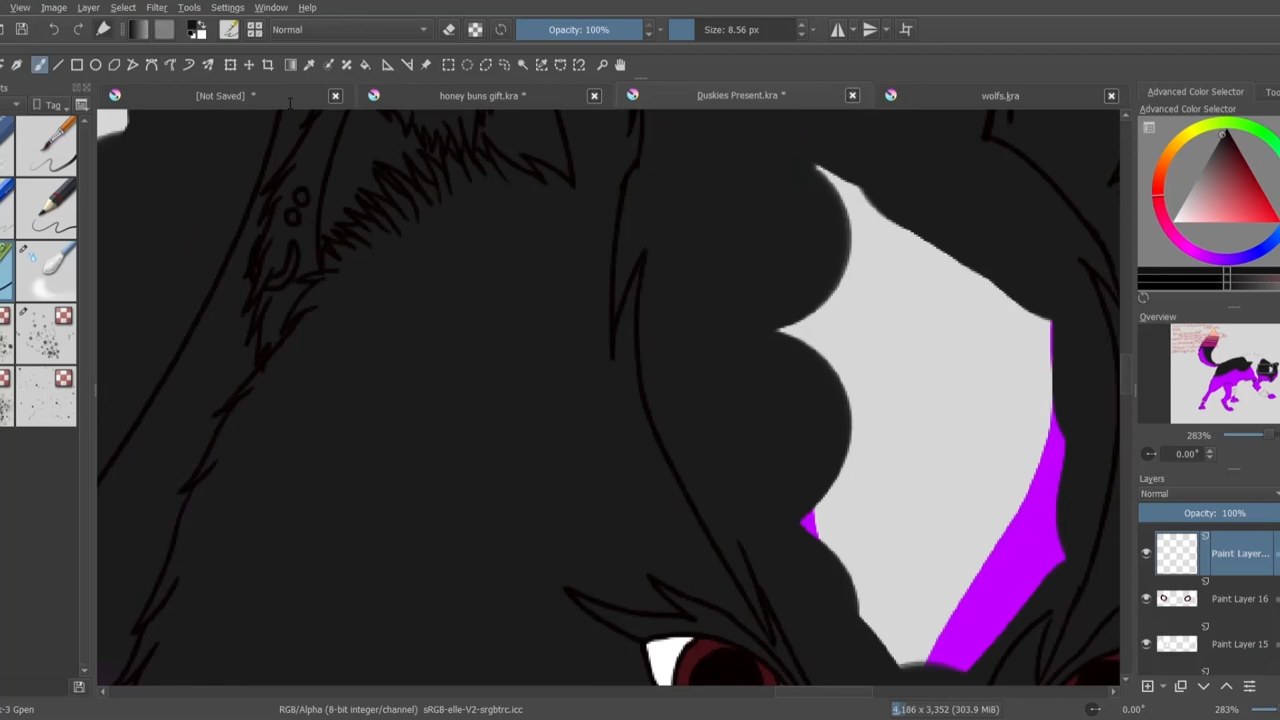 View Image Layer Select Filter Tools Settings Window Help
Normal Opacity: 100% Size: 8.56 px
[Not Saved] *
honey buns gift.kra *
Duskies Present.kra *
wolfs.kra
Advanced Color Selector
Tag
Advanced Color Selector
Overview
283%
0.00°
Layers
Normal
Opacity: 100%
Paint Layer...
Paint Layer 16
Paint Layer 15
-3 Gpen
RGB/Alpha (8-bit integer/channel) sRGB-elle-V2-srgbtrc.icc
4,186 x 3,352 (303.9 MiB)
0.00°
283%